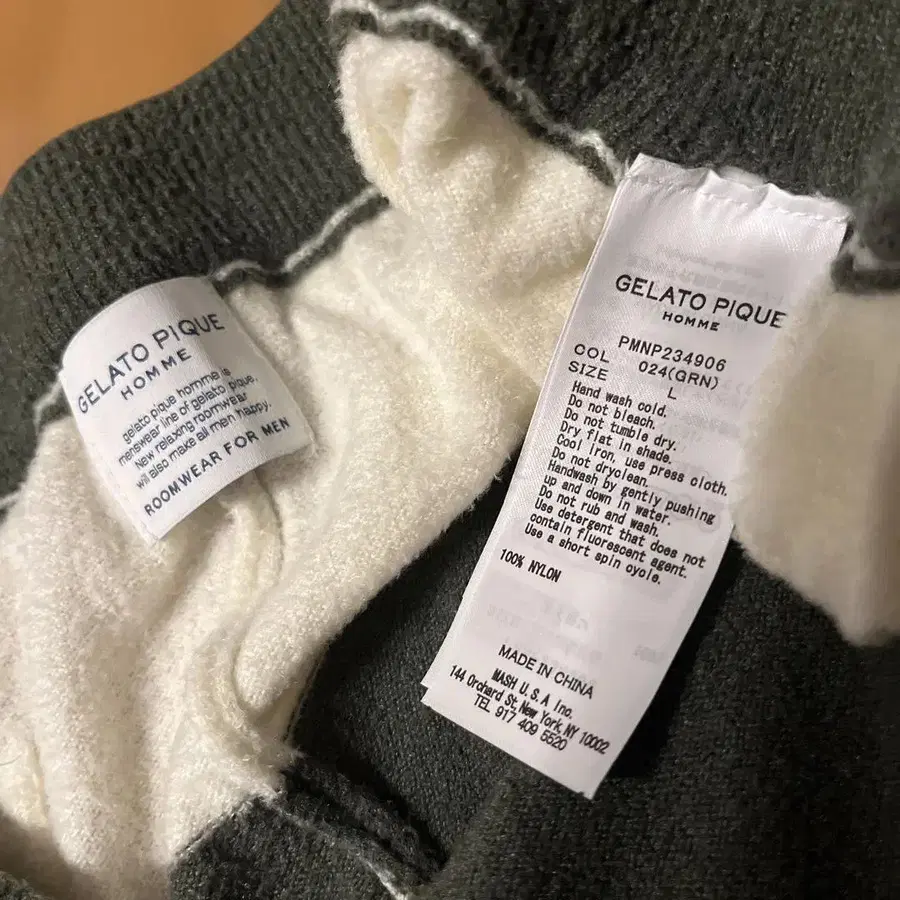 GELATO PIQUE
HOMME
gelato pique homme is
menswear line of gelato pique.
New relaxing roomwear
will also make all men happy.
ROOMWEAR FOR MEN
GELATO PIQUE
HOMME
PMNP234906
COL 024(GRN)
SIZE L
Hand wash cold.
Do not bleach.
Do not tumble dry.
Dry flat in shade.
Cool iron, use press cloth.
Do not dryclean.
Handwash by gently pushing
up and down in water.
Do not rub and wash.
Use detergent that does not
contain fluorescent agent.
Use a short spin cycle.
100% NYLON
MADE IN CHINA
MASH U.S.A Inc.
144 Orchard St, New York, NY 10002
TEL 917 409 5520